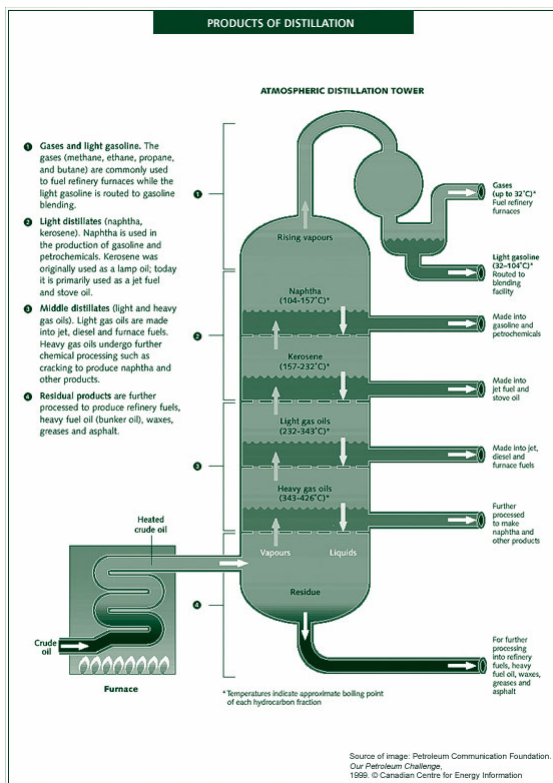 PRODUCTS OF DISTILLATION
ATMOSPHERIC DISTILLATION TOWER
1 Gases and light gasoline. The
gases (methane, ethane, propane,
and butane) are commonly used
to fuel refinery furnaces while the
light gasoline is routed to gasoline
blending.
2 Light distillates (naphtha,
kerosene). Naphtha is used in
the production of gasoline and
petrochemicals. Kerosene was
originally used as a lamp oil; today
it is primarily used as a jet fuel
and stove oil.
3 Middle distillates (light and heavy
gas oils). Light gas oils are made
into jet, diesel and furnace fuels.
Heavy gas oils undergo further
chemical processing such as
cracking to produce naphtha and
other products.
4 Residual products are further
processed to produce refinery fuels,
heavy fuel oil (bunker oil), waxes,
greases and asphalt.
1
2
3
4
Rising vapours
Naphtha
(104-157°C)*
Kerosene
(157-232°C)*
Light gas oils
(232-343°C)*
Heavy gas oils
(343-426°C)*
Vapours
Liquids
Residue
Gases
(up to 32°C)*
Fuel refinery
furnaces
Light gasoline
(32-104°C)*
Routed to
blending
facility
Made into
gasoline and
petrochemicals
Made into
jet fuel and
stove oil
Made into jet,
diesel and
furnace fuels
Further
processed
to make
naphtha and
other products
For further
processing
into refinery
fuels, heavy
fuel oil, waxes,
greases and
asphalt
Heated
crude oil
Crude
oil
Furnace
*Temperatures indicate approximate boiling point
of each hydrocarbon fraction
Source of image: Petroleum Communication Foundation.
Our Petroleum Challenge,
1999. © Canadian Centre for Energy Information